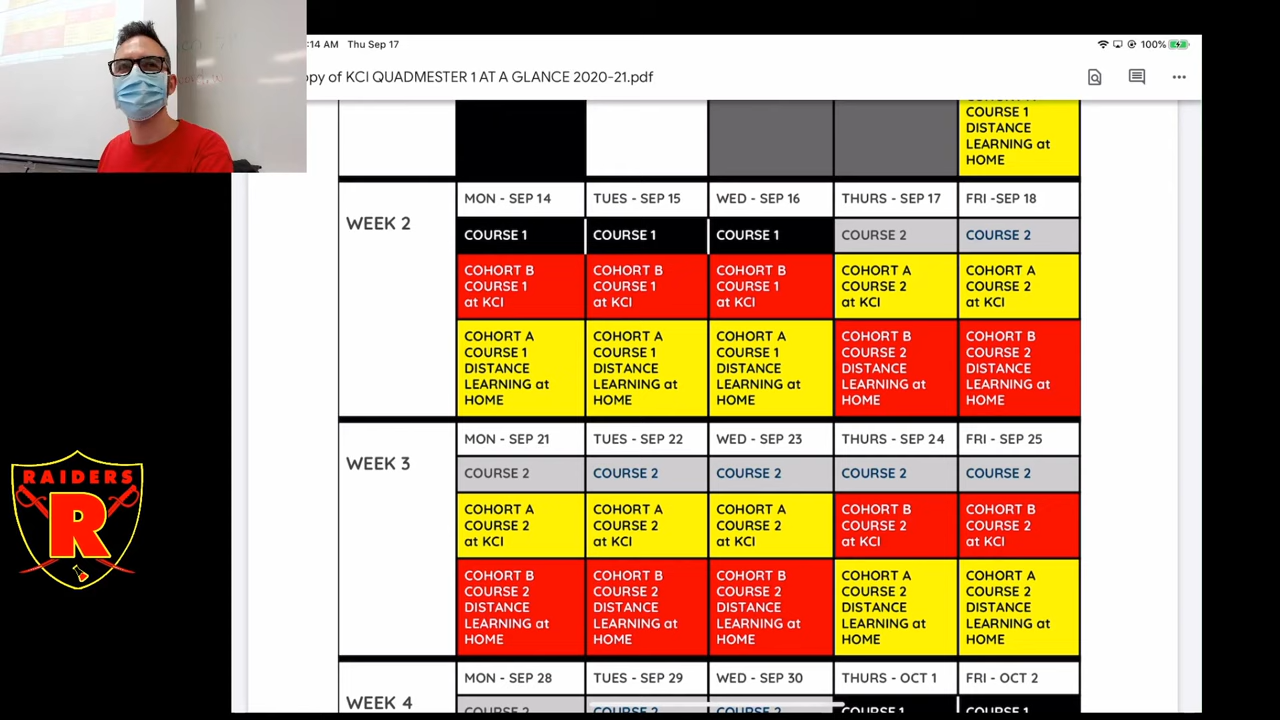 :14 AM Thu Sep 17
100%
opy of KCI QUADMESTER 1 AT A GLANCE 2020-21.pdf
COURSE 1
DISTANCE
LEARNING at
HOME
WEEK 2
MON - SEP 14
TUES - SEP 15
WED - SEP 16
THURS - SEP 17
FRI -SEP 18
COURSE 1
COURSE 1
COURSE 1
COURSE 2
COURSE 2
COHORT B
COURSE 1
at KCI
COHORT B
COURSE 1
at KCI
COHORT B
COURSE 1
at KCI
COHORT A
COURSE 2
at KCI
COHORT A
COURSE 2
at KCI
COHORT A
COURSE 1
DISTANCE
LEARNING at
HOME
COHORT A
COURSE 1
DISTANCE
LEARNING at
HOME
COHORT A
COURSE 1
DISTANCE
LEARNING at
HOME
COHORT B
COURSE 2
DISTANCE
LEARNING at
HOME
COHORT B
COURSE 2
DISTANCE
LEARNING at
HOME
WEEK 3
MON - SEP 21
TUES - SEP 22
WED - SEP 23
THURS - SEP 24
FRI - SEP 25
COURSE 2
COURSE 2
COURSE 2
COURSE 2
COURSE 2
COHORT A
COURSE 2
at KCI
COHORT A
COURSE 2
at KCI
COHORT A
COURSE 2
at KCI
COHORT B
COURSE 2
at KCI
COHORT B
COURSE 2
at KCI
COHORT B
COURSE 2
DISTANCE
LEARNING at
HOME
COHORT B
COURSE 2
DISTANCE
LEARNING at
HOME
COHORT B
COURSE 2
DISTANCE
LEARNING at
HOME
COHORT A
COURSE 2
DISTANCE
LEARNING at
HOME
COHORT A
COURSE 2
DISTANCE
LEARNING at
HOME
WEEK 4
MON - SEP 28
TUES - SEP 29
WED - SEP 30
THURS - OCT 1
FRI - OCT 2
COURSE 2
COURSE 2
COURSE 2
COURSE 1
COURSE 1
RAIDERS
R